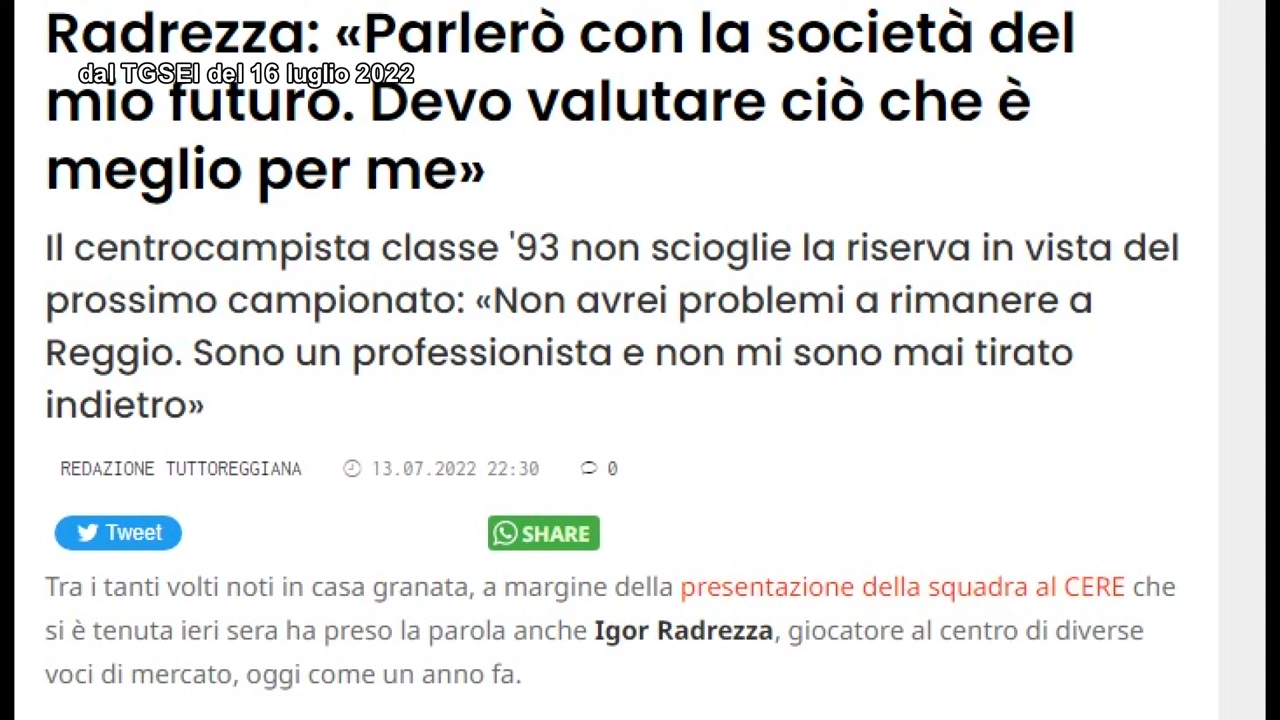 Radrezza: «Parlerò con la società del
dal TGSEI del 16 luglio 2022
mio futuro. Devo valutare ciò che è
meglio per me»
Il centrocampista classe '93 non scioglie la riserva in vista del
prossimo campionato: «Non avrei problemi a rimanere a
Reggio. Sono un professionista e non mi sono mai tirato
indietro»
REDAZIONE TUTTOREGGIANA 13.07.2022 22:30 0
Tweet SHARE
Tra i tanti volti noti in casa granata, a margine della presentazione della squadra al CERE che
si è tenuta ieri sera ha preso la parola anche Igor Radrezza, giocatore al centro di diverse
voci di mercato, oggi come un anno fa.